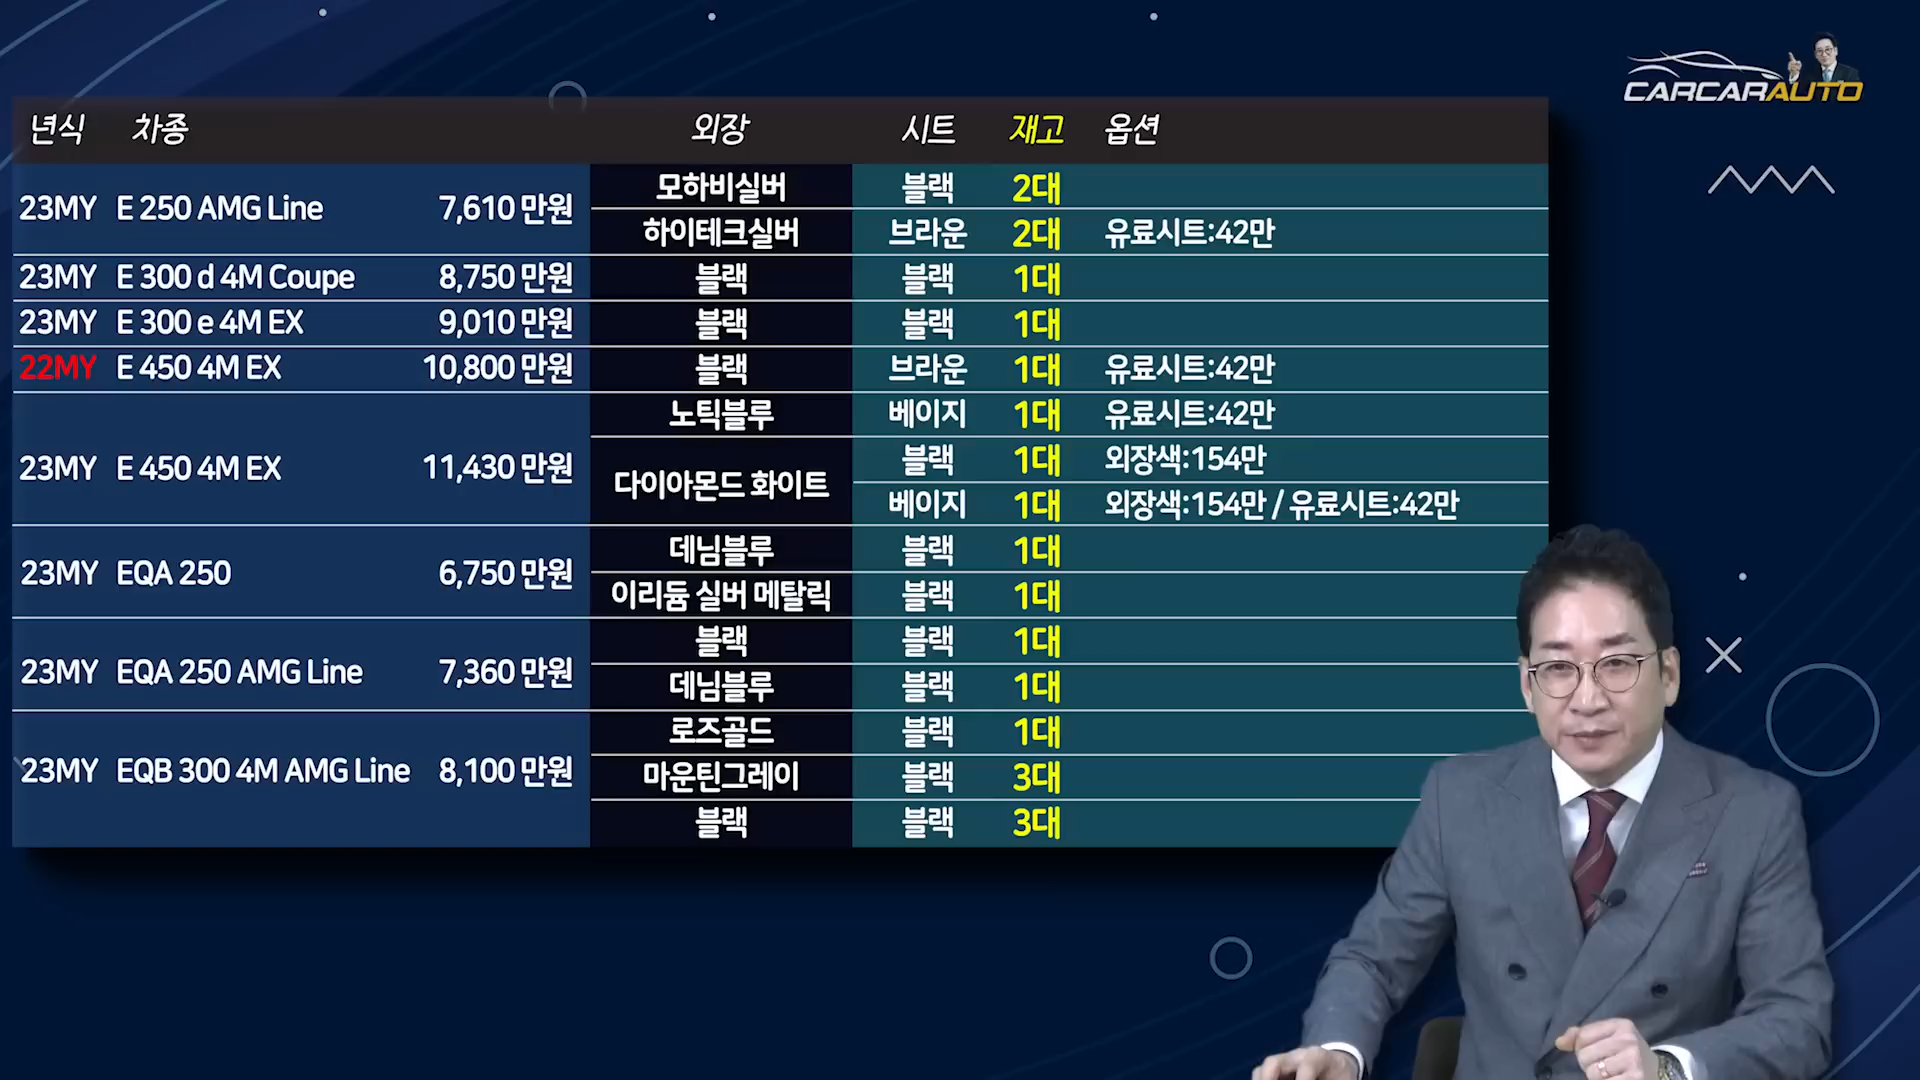 CARCARAUTO
년식 차종 외장 시트 재고 옵션
23MY E 250 AMG Line 7,610 만원 모하비실버 블랙 2대
하이테크실버 브라운 2대 유료시트:42만
23MY E 300 d 4M Coupe 8,750 만원 블랙 블랙 1대
23MY E 300 e 4M EX 9,010 만원 블랙 블랙 1대
22MY E 450 4M EX 10,800 만원 블랙 브라운 1대 유료시트:42만
23MY E 450 4M EX 11,430 만원 노틱블루 베이지 1대 유료시트:42만
다이아몬드 화이트 블랙 1대 외장색:154만
베이지 1대 외장색:154만 / 유료시트:42만
23MY EQA 250 6,750 만원 데님블루 블랙 1대
이리듐 실버 메탈릭 블랙 1대
23MY EQA 250 AMG Line 7,360 만원 블랙 블랙 1대
데님블루 블랙 1대
23MY EQB 300 4M AMG Line 8,100 만원 로즈골드 블랙 1대
마운틴그레이 블랙 3대
블랙 블랙 3대